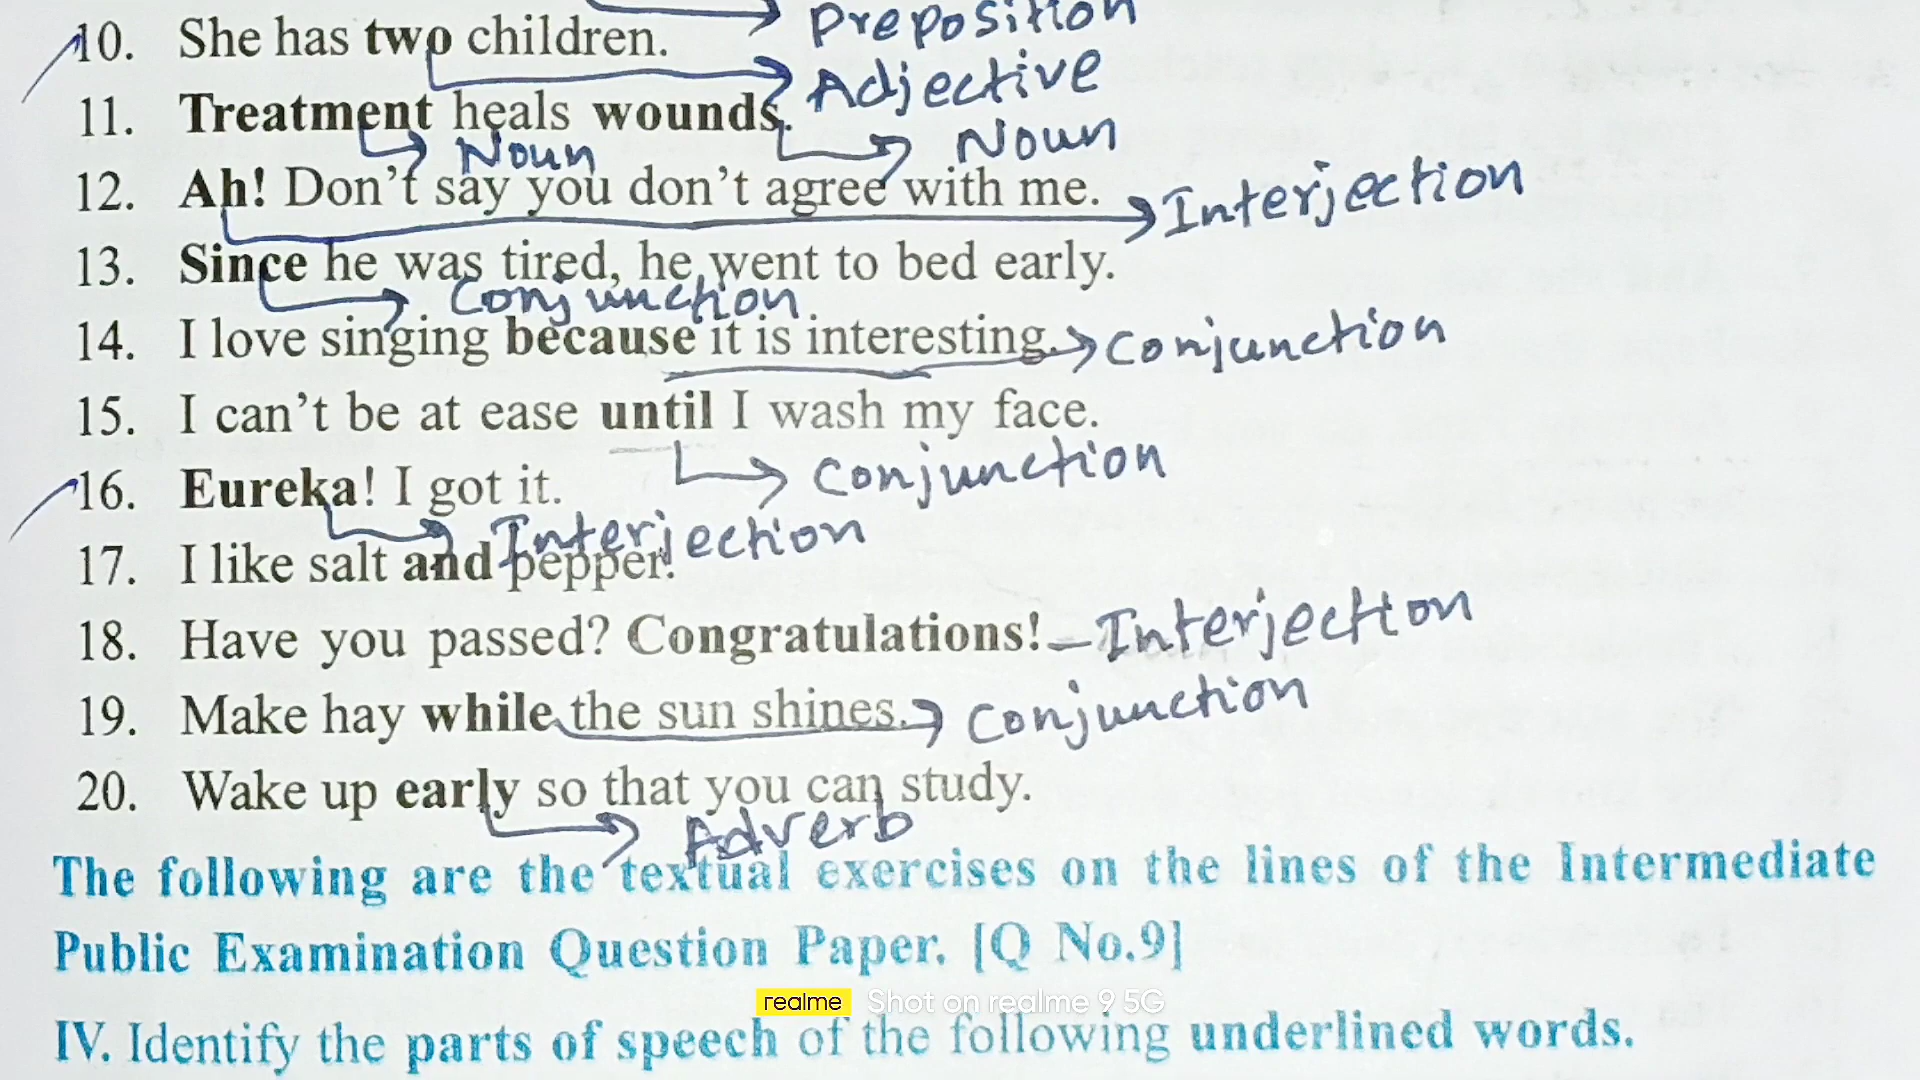 Preposition
10. She has two children.
Adjective
11. Treatment heals wounds.
Noun
Noun
12. Ah! Don't say you don't agree with me.
Interjection
13. Since he was tired, he went to bed early.
Conjunction
14. I love singing because it is interesting.
Conjunction
15. I can't be at ease until I wash my face.
Conjunction
16. Eureka! I got it.
Interjection
17. I like salt and pepper.
18. Have you passed? Congratulations! - Interjection
19. Make hay while the sun shines.
Conjunction
20. Wake up early so that you can study.
Adverb
The following are the textual exercises on the lines of the Intermediate
Public Examination Question Paper. [Q No.9]
realme Shot on realme 9 5G
IV. Identify the parts of speech of the following underlined words.